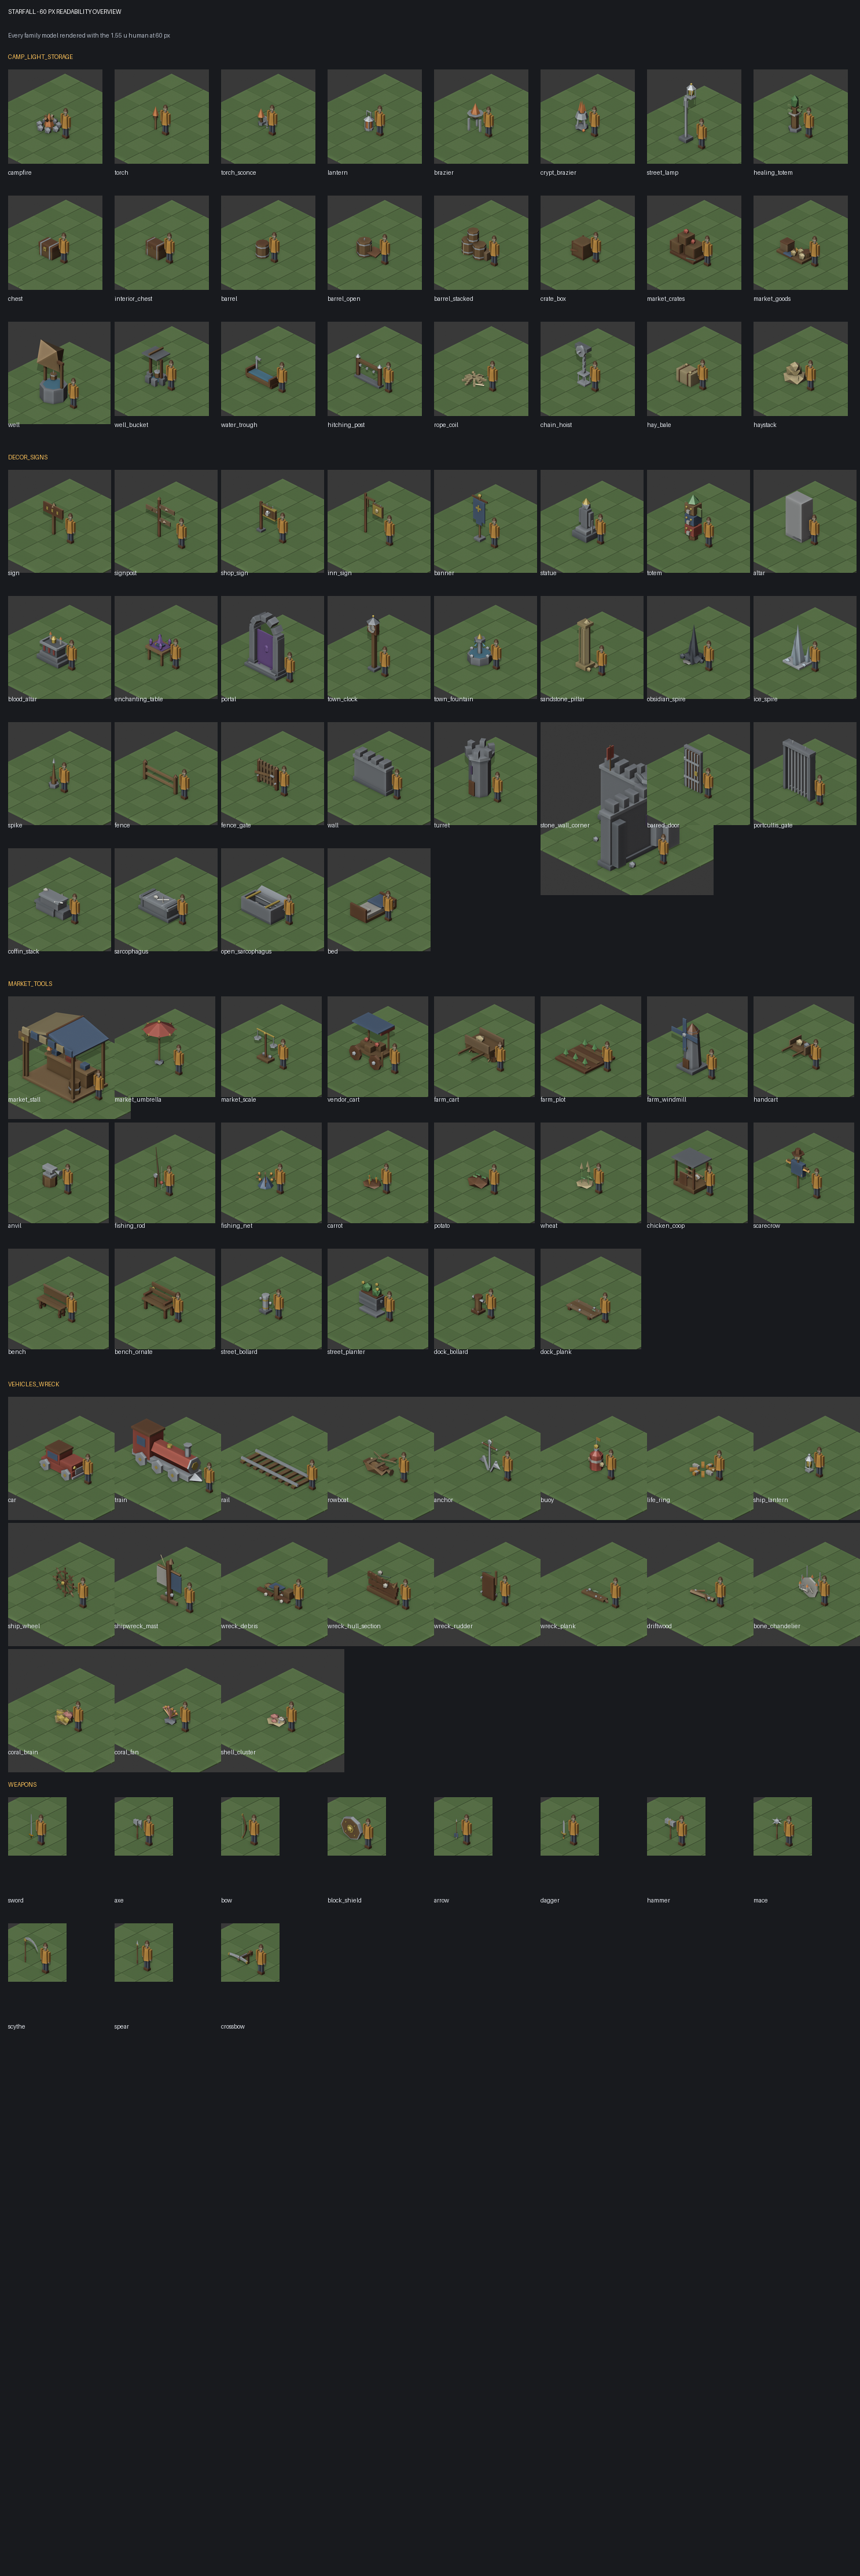 STARFALL - 60 PX READABILITY OVERVIEW
Every family model rendered with the 1.55 u human at 60 px
CAMP_LIGHT_STORAGE
campfire torch torch_sconce lantern brazier crypt_brazier street_lamp healing_totem
chest interior_chest barrel barrel_open barrel_stacked crate_box market_crates market_goods
well well_bucket water_trough hitching_post rope_coil chain_hoist hay_bale haystack
DECOR_SIGNS
sign signpost shop_sign inn_sign banner statue totem altar
blood_altar enchanting_table portal town_clock town_fountain sandstone_pillar obsidian_spire ice_spire
spike fence fence_gate wall turret stone_wall_corner barred_door portcullis_gate
coffin_stack sarcophagus open_sarcophagus bed
MARKET_TOOLS
market_stall market_umbrella market_scale vendor_cart farm_cart farm_plot farm_windmill handcart
anvil fishing_rod fishing_net carrot potato wheat chicken_coop scarecrow
bench bench_ornate street_bollard street_planter dock_bollard dock_plank
VEHICLES_WRECK
car train rail rowboat anchor buoy life_ring ship_lantern
ship_wheel shipwreck_mast wreck_debris wreck_hull_section wreck_rudder wreck_plank driftwood bone_chandelier
coral_brain coral_fan shell_cluster
WEAPONS
sword axe bow block_shield arrow dagger hammer mace
scythe spear crossbow